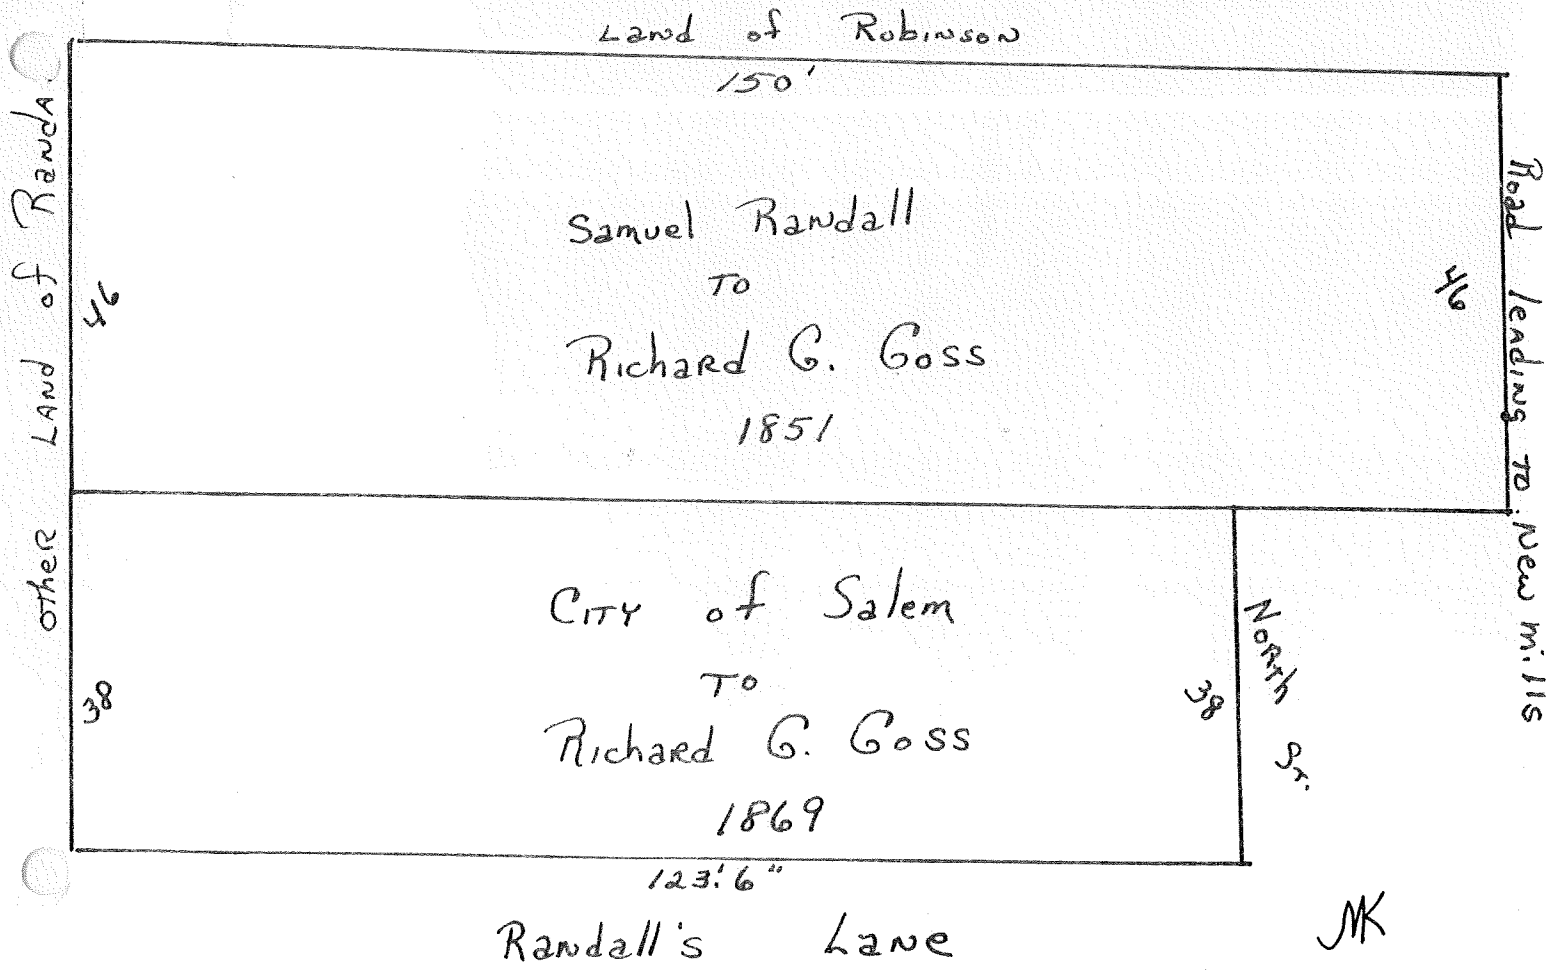 Land of Robinson
150'
Other Land of Randa
46
Samuel Randall
To
Richard G. Goss
1851
46
Road leading to New mills
38
City of Salem
To
Richard G. Goss
1869
38
North St.
123' 6"
Randall's Lane
MK